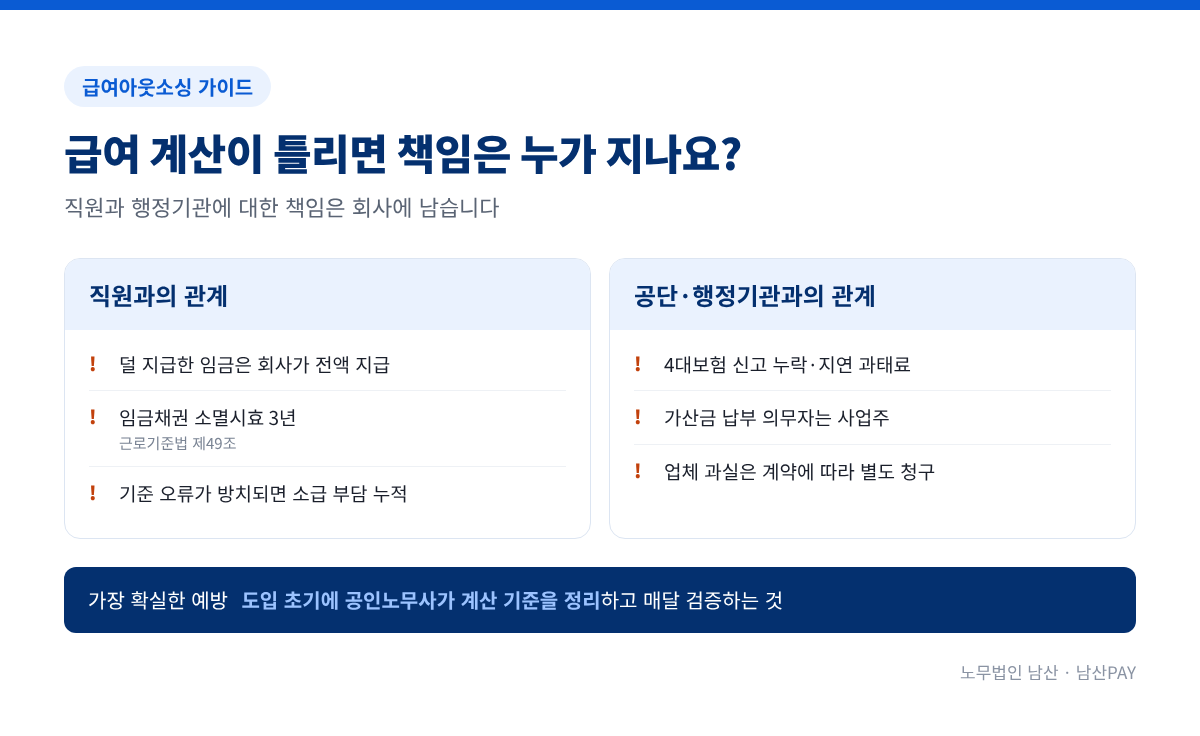 급여아웃소싱 가이드
급여 계산이 틀리면 책임은 누가 지나요?
직원과 행정기관에 대한 책임은 회사에 남습니다
직원과의 관계
! 덜 지급한 임금은 회사가 전액 지급
! 임금채권 소멸시효 3년
근로기준법 제49조
! 기준 오류가 방치되면 소급 부담 누적
공단·행정기관과의 관계
! 4대보험 신고 누락·지연 과태료
! 가산금 납부 의무자는 사업주
! 업체 과실은 계약에 따라 별도 청구
가장 확실한 예방 도입 초기에 공인노무사가 계산 기준을 정리하고 매달 검증하는 것
노무법인 남산 · 남산PAY